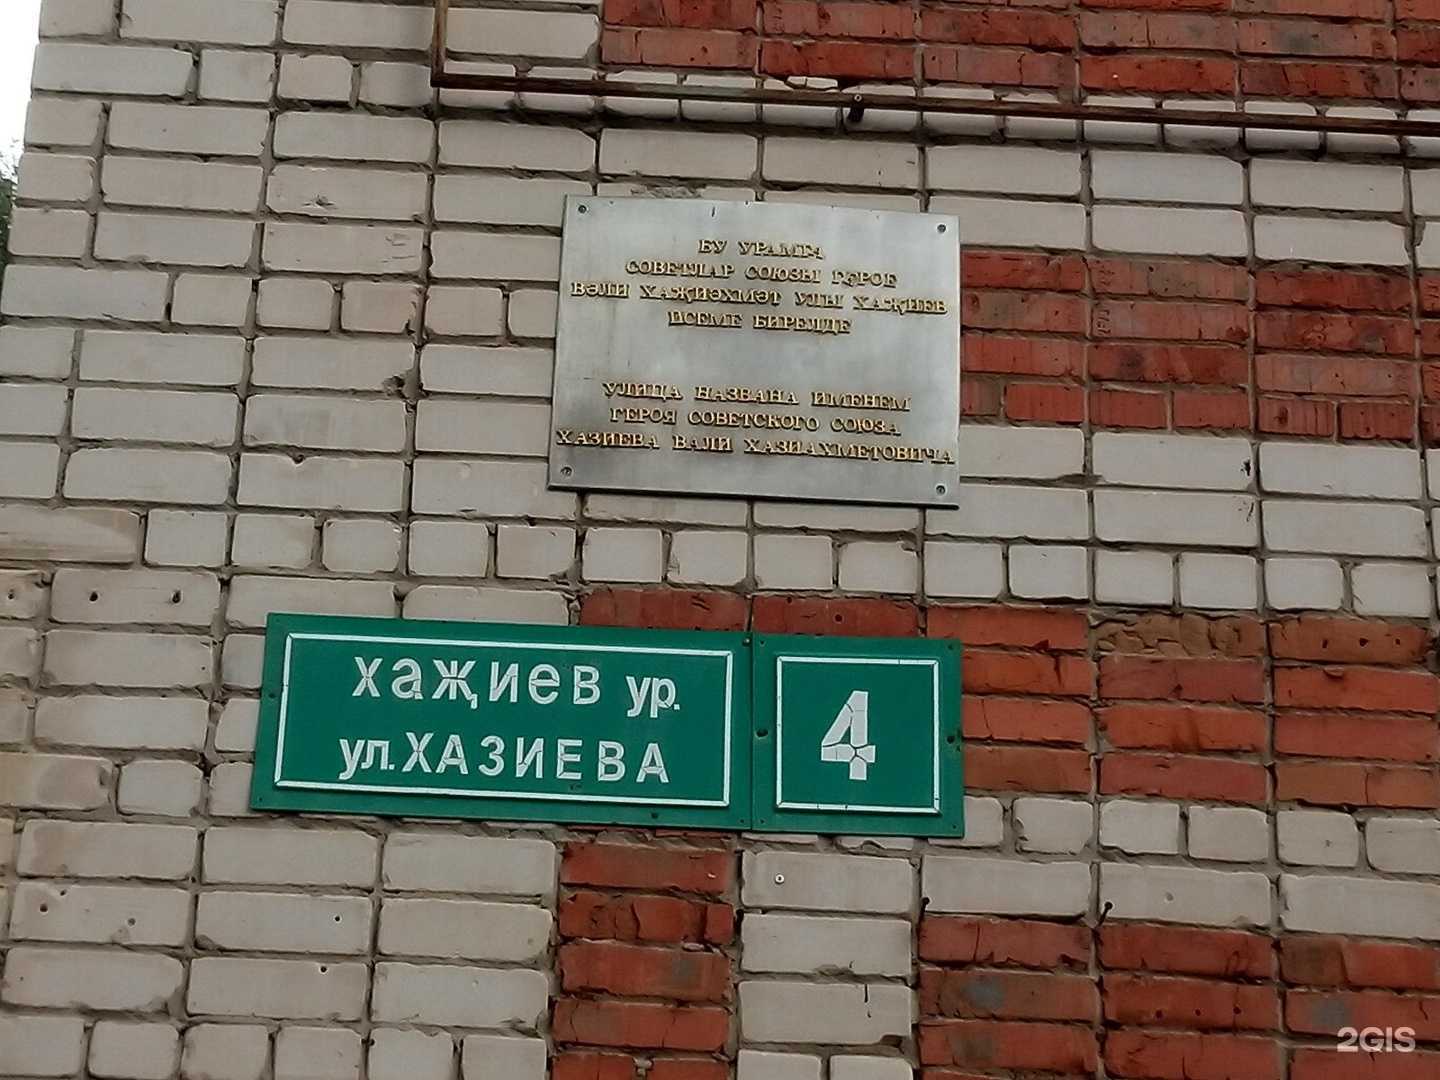 БУ УРАМГА
СОВЕТЛАР СОЮЗЫ ГЕРОЕ
ВӘЛИ ХАҖИӘХМӘТ УЛЫ ХАҖИЕВ
ИСЕМЕ БИРЕЛДЕ
УЛИЦА НАЗВАНА ИМЕНЕМ
ГЕРОЯ СОВЕТСКОГО СОЮЗА
ХАЗИЕВА ВАЛИ ХАЗИАХМЕТОВИЧА
хаҗиев ур.
ул. ХАЗИЕВА
4
2GIS